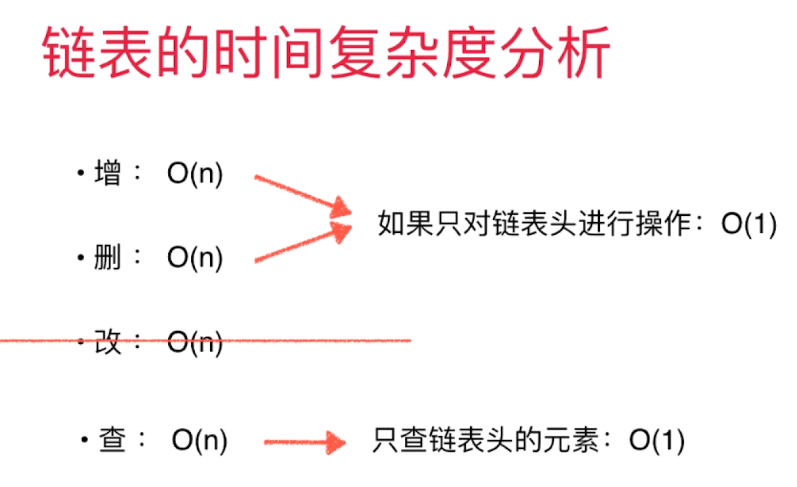 链表的时间复杂度分析
• 增： O(n)
如果只对链表头进行操作：O(1)
• 删： O(n)
• 改： O(n)
• 查： O(n)
只查链表头的元素：O(1)